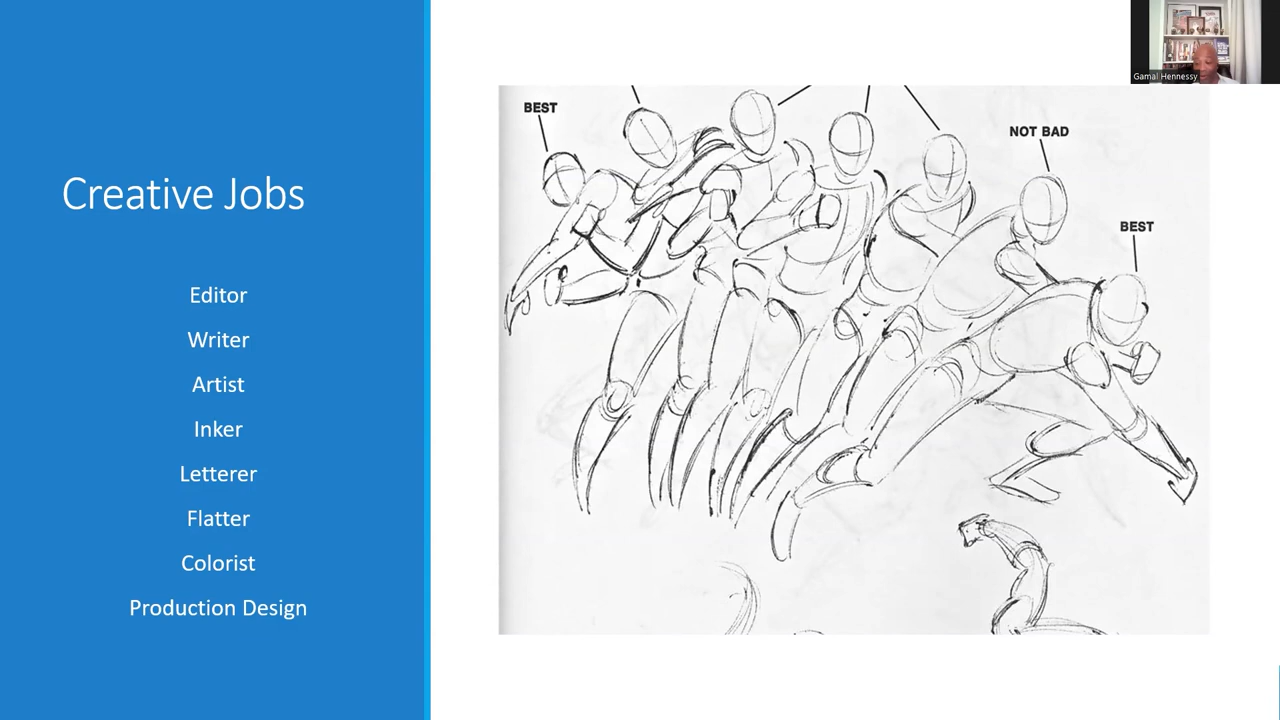 Creative Jobs
Editor
Writer
Artist
Inker
Letterer
Flatter
Colorist
Production Design
BEST
NOT BAD
BEST
Gamal Hennessy